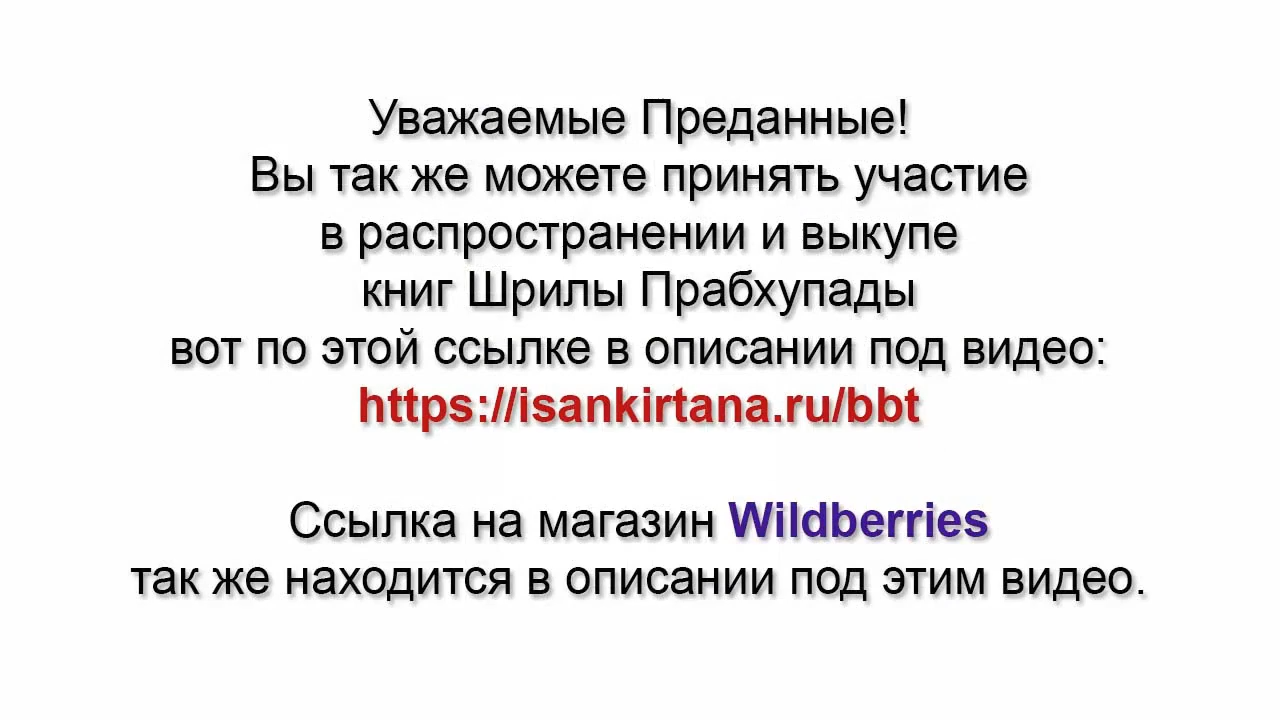 Уважаемые Преданные!
Вы так же можете принять участие
в распространении и выкупе
книг Шрилы Прабхупады
вот по этой ссылке в описании под видео:
https://isankirtana.ru/bbt
Ссылка на магазин Wildberries
так же находится в описании под этим видео.